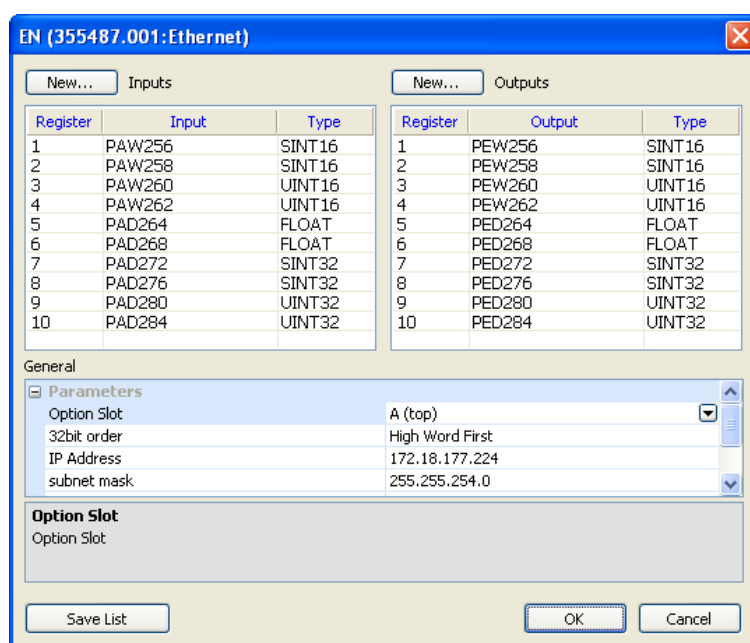 EN (355487.001:Ethernet)
New... Inputs New... Outputs
Register Input Type Register Output Type
1 PAW256 SINT16 1 PEW256 SINT16
2 PAW258 SINT16 2 PEW258 SINT16
3 PAW260 UINT16 3 PEW260 UINT16
4 PAW262 UINT16 4 PEW262 UINT16
5 PAD264 FLOAT 5 PED264 FLOAT
6 PAD268 FLOAT 6 PED268 FLOAT
7 PAD272 SINT32 7 PED272 SINT32
8 PAD276 SINT32 8 PED276 SINT32
9 PAD280 UINT32 9 PED280 UINT32
10 PAD284 UINT32 10 PED284 UINT32
General
Parameters
Option Slot A (top)
32bit order High Word First
IP Address 172.18.177.224
subnet mask 255.255.254.0
Option Slot
Option Slot
Save List OK Cancel